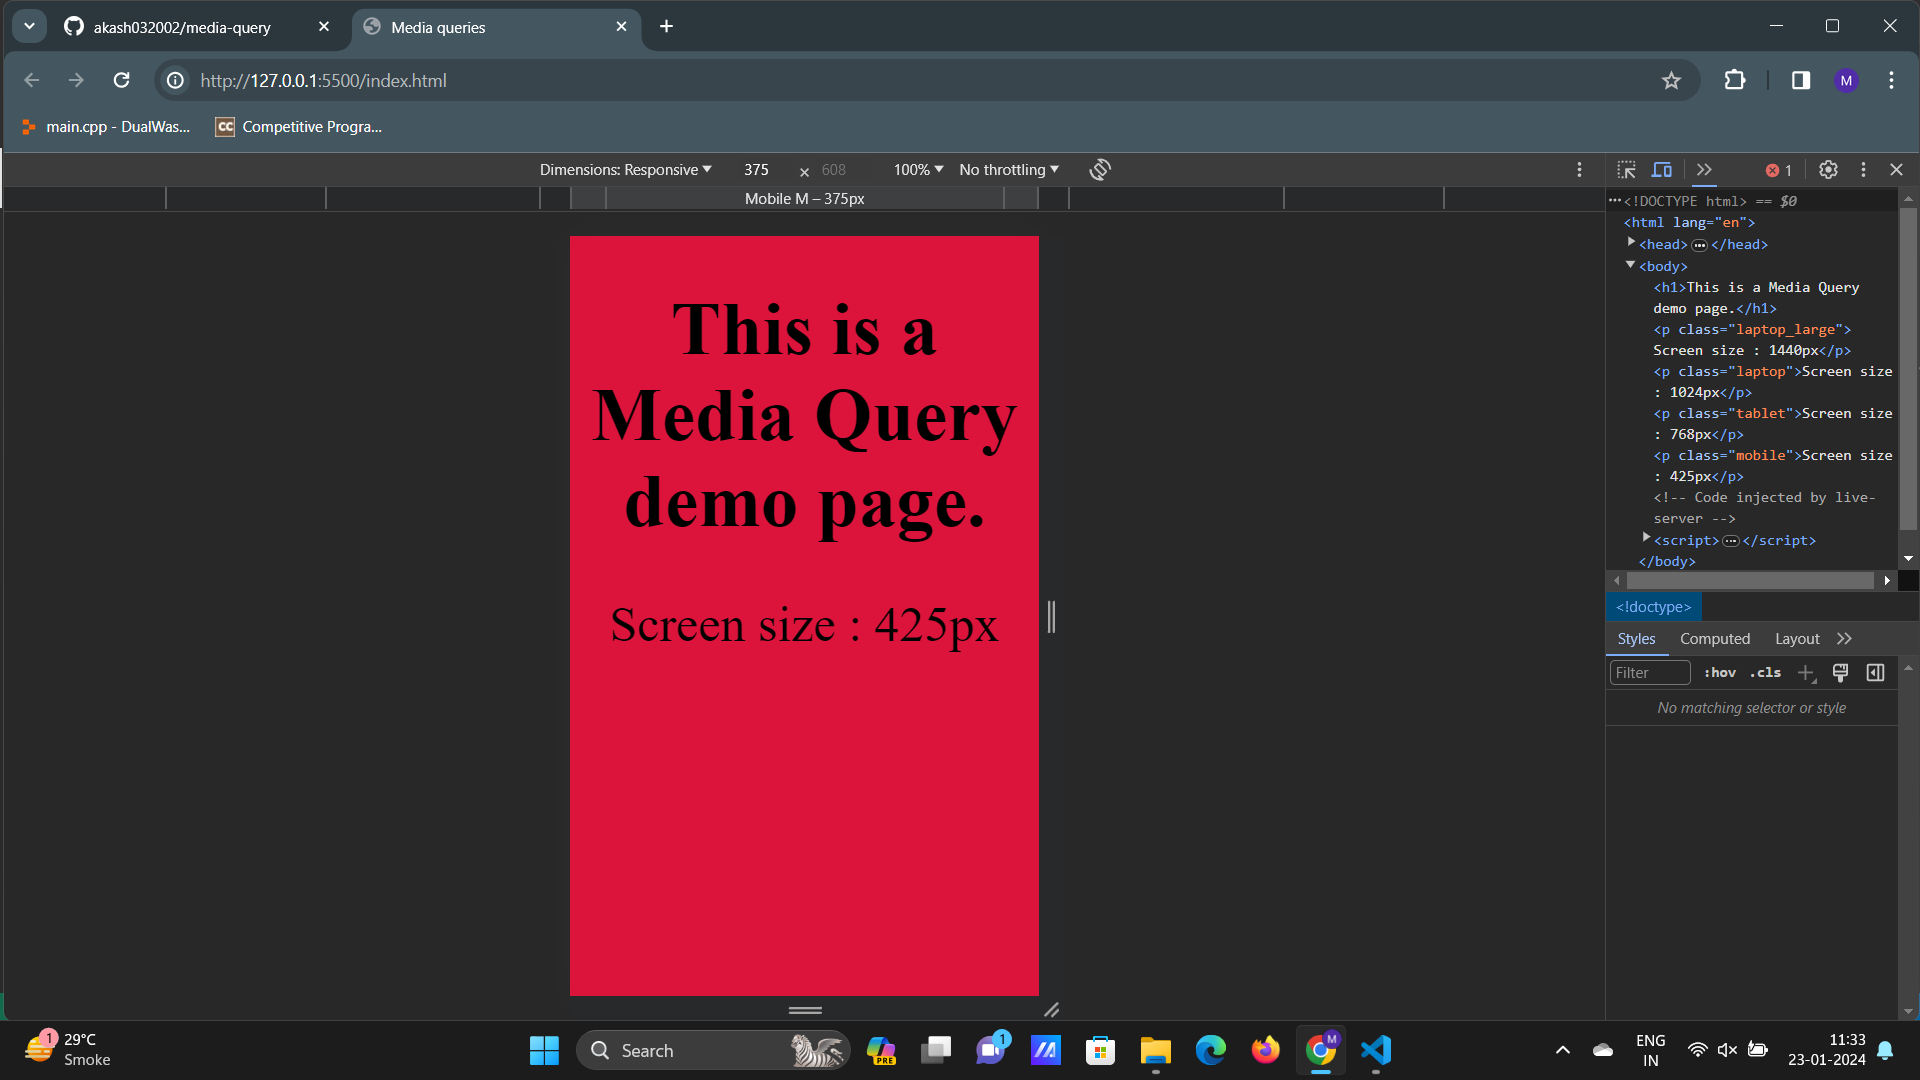 akash032002/media-query
Media queries
http://127.0.0.1:5500/index.html
M
main.cpp - DualWas...
CC Competitive Progra...
Dimensions: Responsive
375 × 608
100%
No throttling
1
Mobile M – 375px
This is a
Media Query
demo page.
Screen size : 425px
<!DOCTYPE html> == $0
<html lang="en">
<head> ••• </head>
<body>
<h1>This is a Media Query
demo page.</h1>
<p class="laptop_large">
Screen size : 1440px</p>
<p class="laptop">Screen size
: 1024px</p>
<p class="tablet">Screen size
: 768px</p>
<p class="mobile">Screen size
: 425px</p>
<!-- Code injected by live-
server -->
<script> ••• </script>
</body>
<!doctype>
Styles Computed Layout
Filter :hov .cls
No matching selector or style
1
29°C
Smoke
Search
PRE
1
M
ENG
IN
11:33
23-01-2024